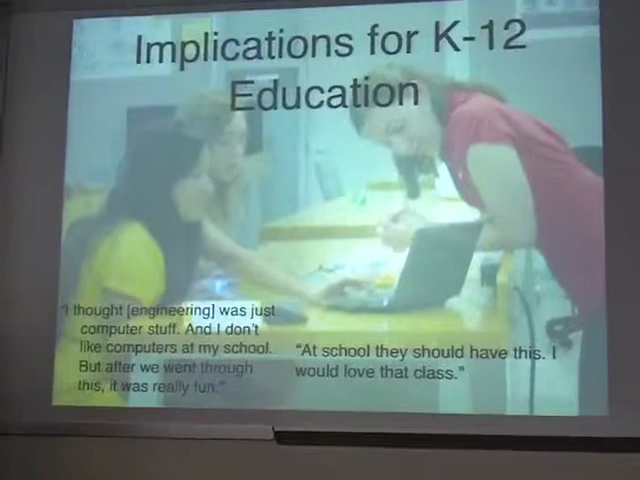 Implications for K-12
Education
"I thought [engineering] was just
computer stuff. And I don't
like computers at my school.
But after we went through
this, it was really fun."
"At school they should have this. I
would love that class."